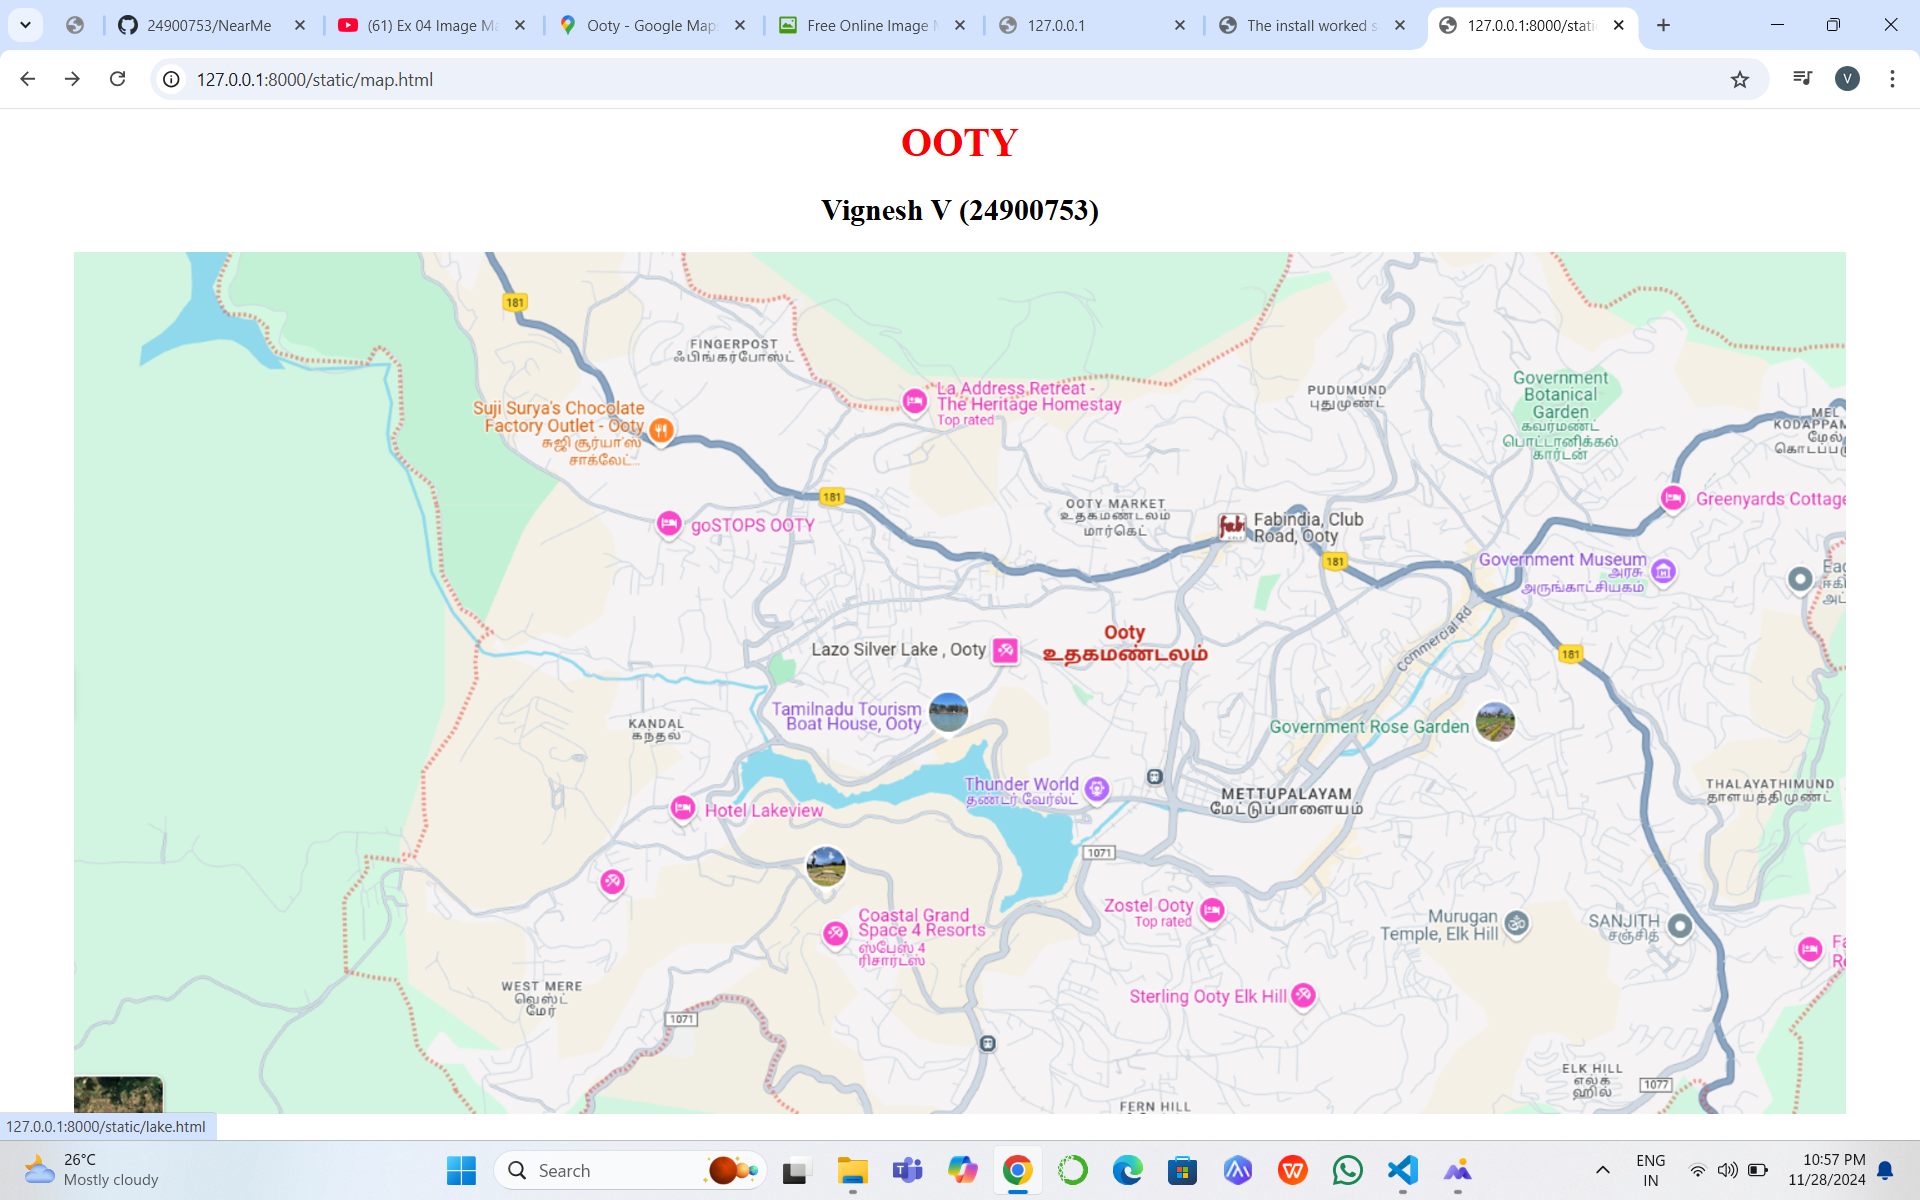 24900753/NearMe
(61) Ex 04 Image Ma
Ooty - Google Maps
Free Online Image M
127.0.0.1
The install worked s
127.0.0.1:8000/stati
127.0.0.1:8000/static/map.html
V
OOTY
Vignesh V (24900753)
181
FINGERPOST
ஃபிங்கர்போஸ்ட்
La Address Retreat -
The Heritage Homestay
Top rated
PUDUMUND
புதுமுண்ட்
Government
Botanical
Garden
கவர்மண்ட்
பொட்டானிக்கல்
கார்டன்
MEL
KODAPPAM
மேல்
கொடப்ப
Suji Surya's Chocolate
Factory Outlet - Ooty
சுஜி சூர்யா'ஸ்
சாக்லேட்...
181
OOTY MARKET
உதகமண்டலம்
மார்கெட்
Greenyards Cottage
goSTOPS OOTY
Fabindia, Club
Road, Ooty
181
Government Museum
அரசு
அருங்காட்சியகம்
Commercial Rd
Lazo Silver Lake , Ooty
Ooty
உதகமண்டலம்
181
Tamilnadu Tourism
Boat House, Ooty
KANDAL
கந்தல்
Government Rose Garden
Thunder World
தண்டர் வேர்ல்ட்
METTUPALAYAM
மேட்டுப்பாளையம்
THALAYATHIMUND
தாளயத்திமுண்ட்
Hotel Lakeview
1071
Zostel Ooty
Top rated
Murugan
Temple, Elk Hill
SANJITH
சஞ்சித்
Coastal Grand
Space 4 Resorts
ஸ்பேஸ் 4
ரிசார்ட்ஸ்
WEST MERE
வெஸ்ட்
மேர்
Sterling Ooty Elk Hill
1071
ELK HILL
எல்க்
ஹில்
1077
FERN HILL
127.0.0.1:8000/static/lake.html
26°C
Mostly cloudy
Search
ENG
IN
10:57 PM
11/28/2024